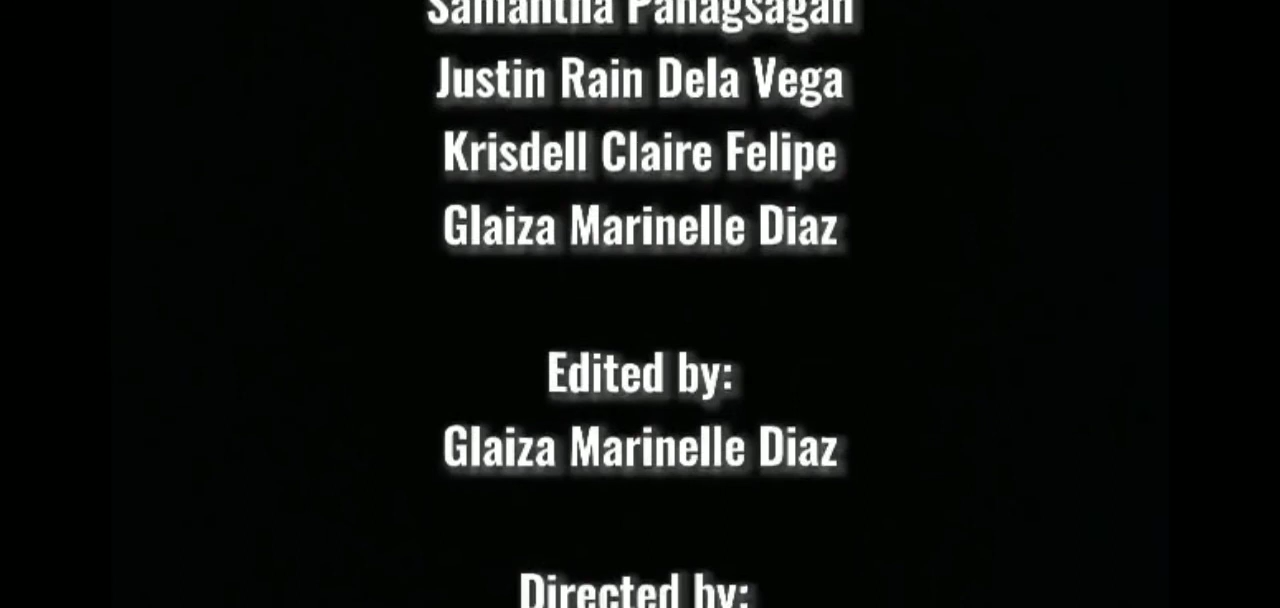 Samantha Panagsagan
Justin Rain Dela Vega
Krisdell Claire Felipe
Glaiza Marinelle Diaz
Edited by:
Glaiza Marinelle Diaz
Directed by: